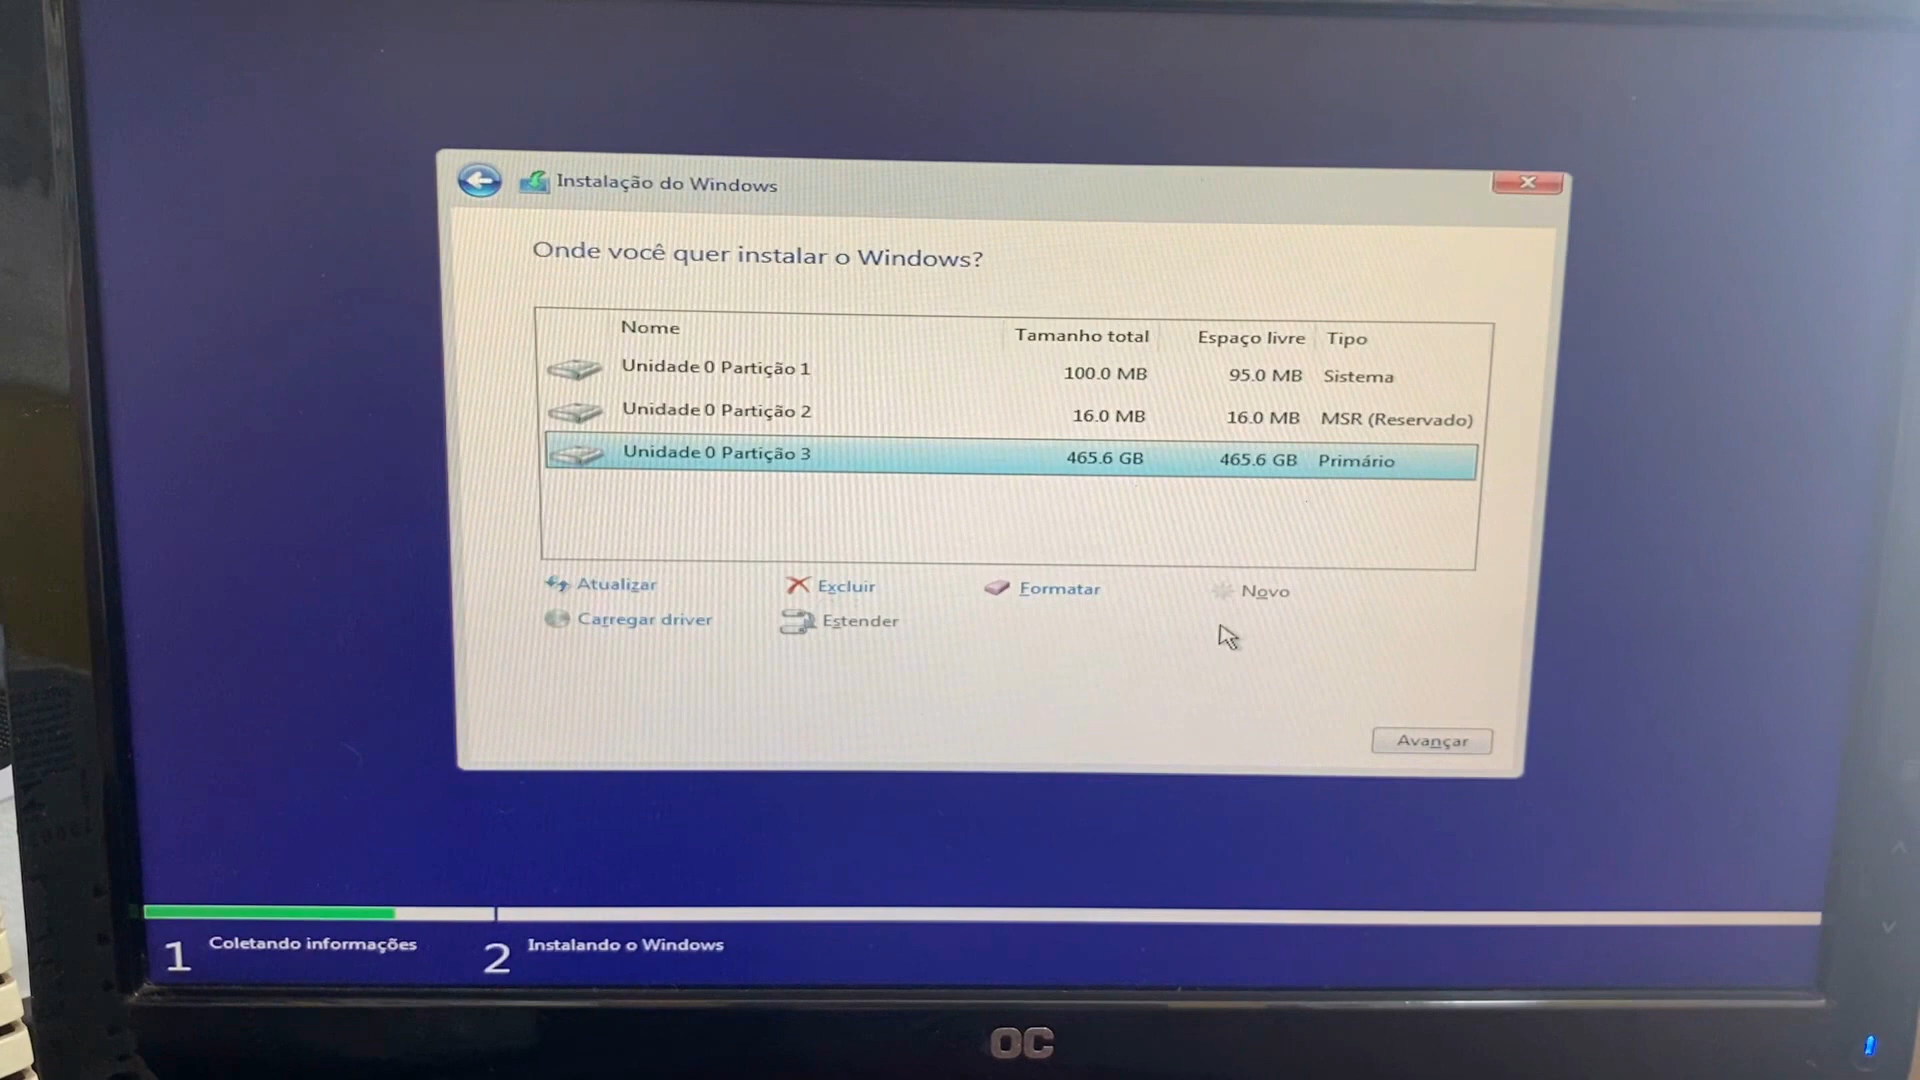 Instalação do Windows
Onde você quer instalar o Windows?
Nome Tamanho total Espaço livre Tipo
Unidade 0 Partição 1 100.0 MB 95.0 MB Sistema
Unidade 0 Partição 2 16.0 MB 16.0 MB MSR (Reservado)
Unidade 0 Partição 3 465.6 GB 465.6 GB Primário
Atualizar Excluir Formatar Novo
Carregar driver Estender
Avançar
1 Coletando informações 2 Instalando o Windows
OC